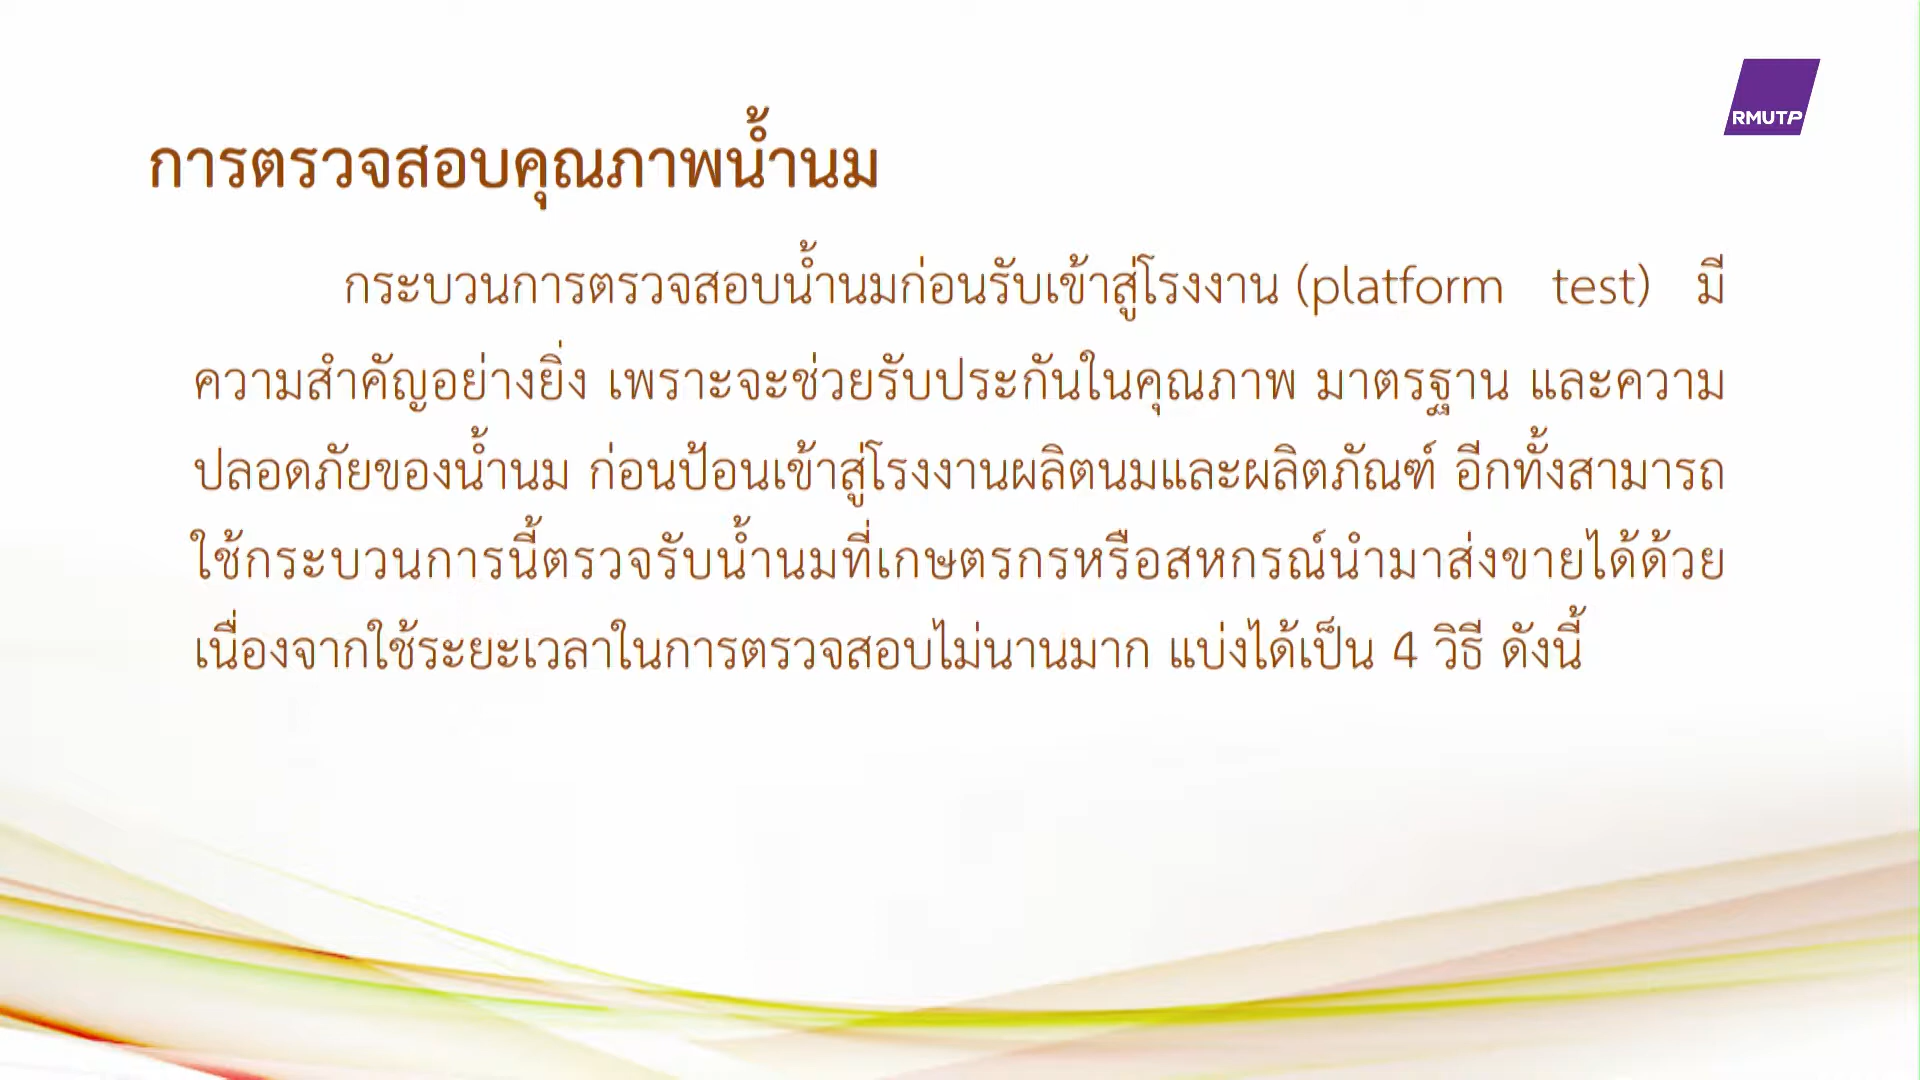 RMUTP
การตรวจสอบคุณภาพน้ำนม
กระบวนการตรวจสอบน้ำนมก่อนรับเข้าสู่โรงงาน (platform test) มี
ความสำคัญอย่างยิ่ง เพราะจะช่วยรับประกันในคุณภาพ มาตรฐาน และความ
ปลอดภัยของน้ำนม ก่อนป้อนเข้าสู่โรงงานผลิตนมและผลิตภัณฑ์ อีกทั้งสามารถ
ใช้กระบวนการนี้ตรวจรับน้ำนมที่เกษตรกรหรือสหกรณ์นำมาส่งขายได้ด้วย
เนื่องจากใช้ระยะเวลาในการตรวจสอบไม่นานมาก แบ่งได้เป็น 4 วิธี ดังนี้